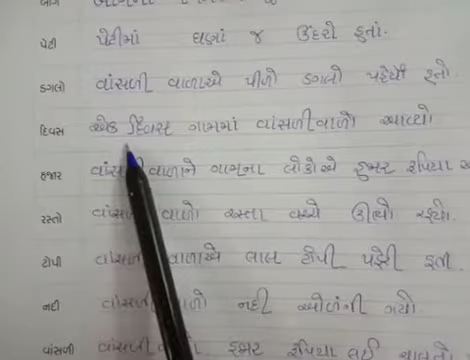 બાગ
પેટી પેટીમાં ઘણાં જ ઉંદરો હતાં.
ડગલો વાંસળી વાળાએ પીળો ડગલો પહેર્યો હતો.
દિવસ એક દિવસ ગામમાં વાંસળીવાળો આવ્યો
હજાર વાંસળીવાળાને ગામના લોકોએ હજાર રૂપિયા
રસ્તો વાંસળી વાળો રસ્તા વચ્ચે ઊભો રહ્યો.
ટોપી વાંસળી વાળાએ લાલ ટોપી પહેરી હતી.
નદી વાંસળી વાળો નદી ઓળંગી ગયો.
વાંસળી હજાર રૂપિયા લઈ